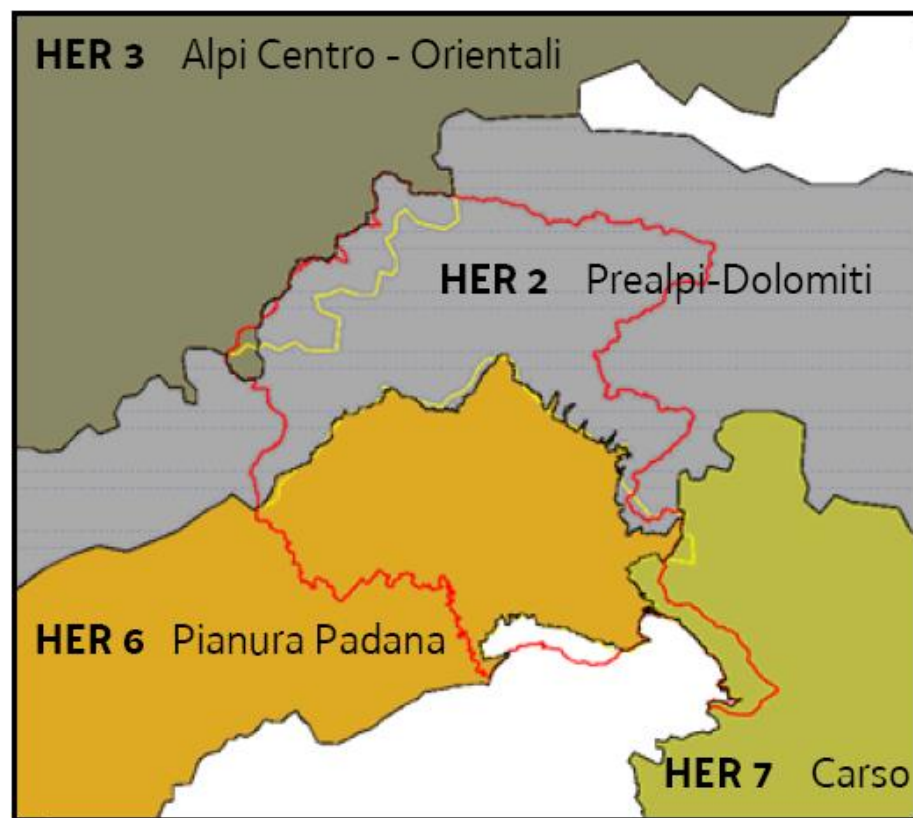 HER 3 Alpi Centro - Orientali
HER 2 Prealpi-Dolomiti
HER 6 Pianura Padana
HER 7 Carso